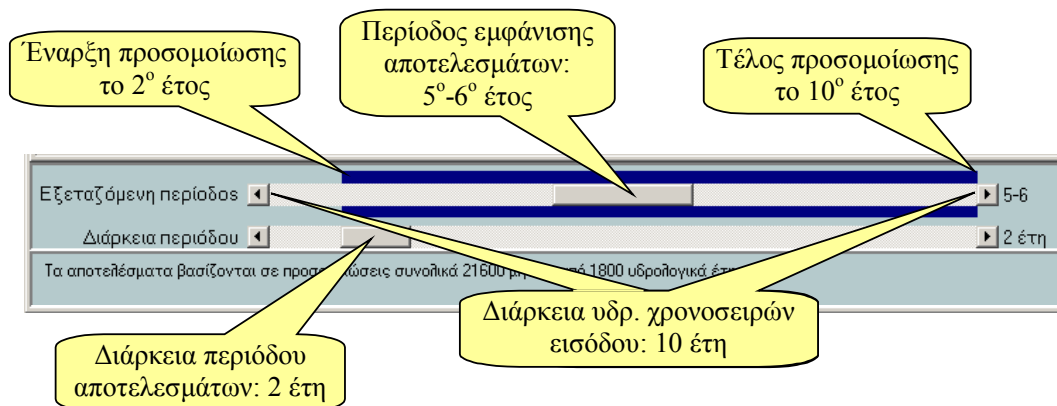 Έναρξη προσομοίωσης
το 2ο έτος
Περίοδος εμφάνισης
αποτελεσμάτων:
5ο-6ο έτος
Τέλος προσομοίωσης
το 10ο έτος
Εξεταζόμενη περίοδος
5-6
Διάρκεια περιόδου
2 έτη
Τα αποτελέσματα βασίζονται σε συνολικά 21600 1800 υδρολογικά
Διάρκεια υδρ. χρονοσειρών
εισόδου: 10 έτη
Διάρκεια περιόδου
αποτελεσμάτων: 2 έτη